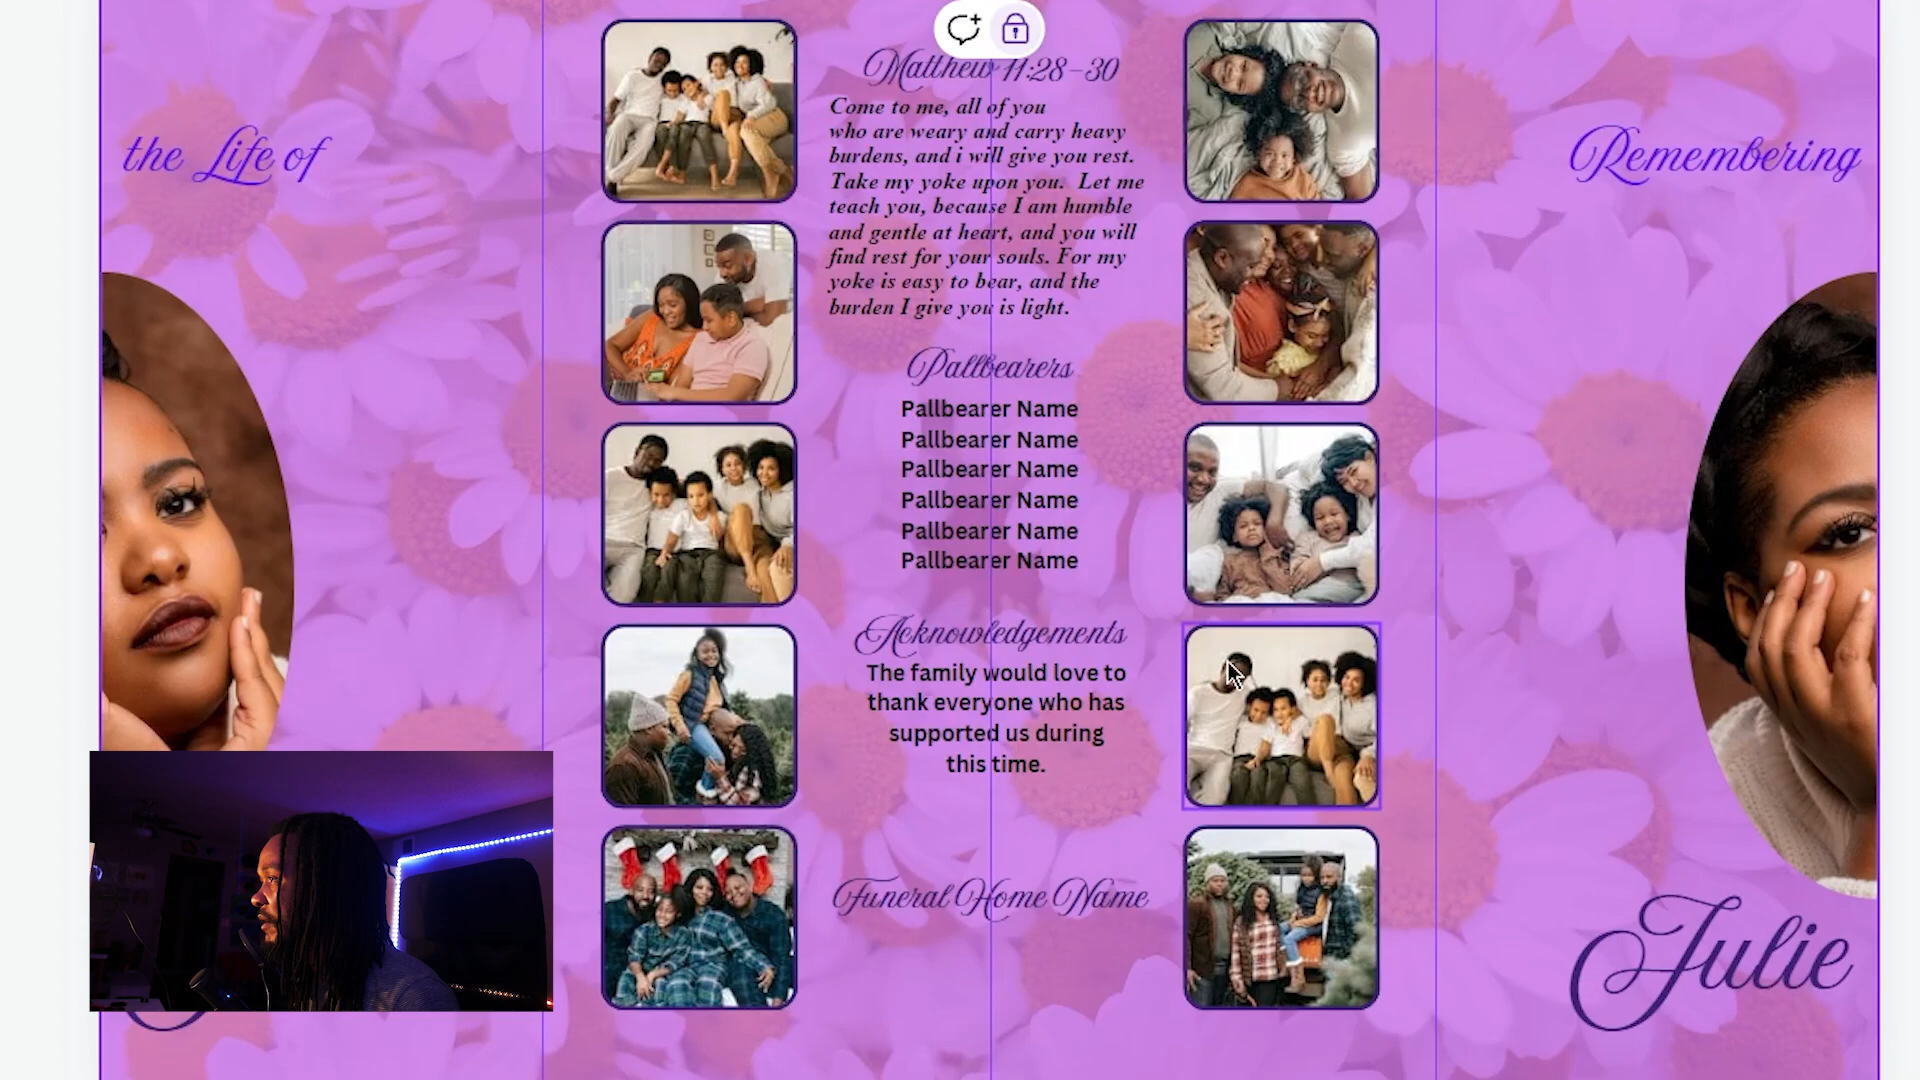 the Life of
Matthew 11:28-30
Come to me, all of you
who are weary and carry heavy
burdens, and i will give you rest.
Take my yoke upon you. Let me
teach you, because I am humble
and gentle at heart, and you will
find rest for your souls. For my
yoke is easy to bear, and the
burden I give you is light.
Pallbearers
Pallbearer Name
Pallbearer Name
Pallbearer Name
Pallbearer Name
Pallbearer Name
Pallbearer Name
Acknowledgements
The family would love to
thank everyone who has
supported us during
this time.
Funeral Home Name
Remembering
Julie